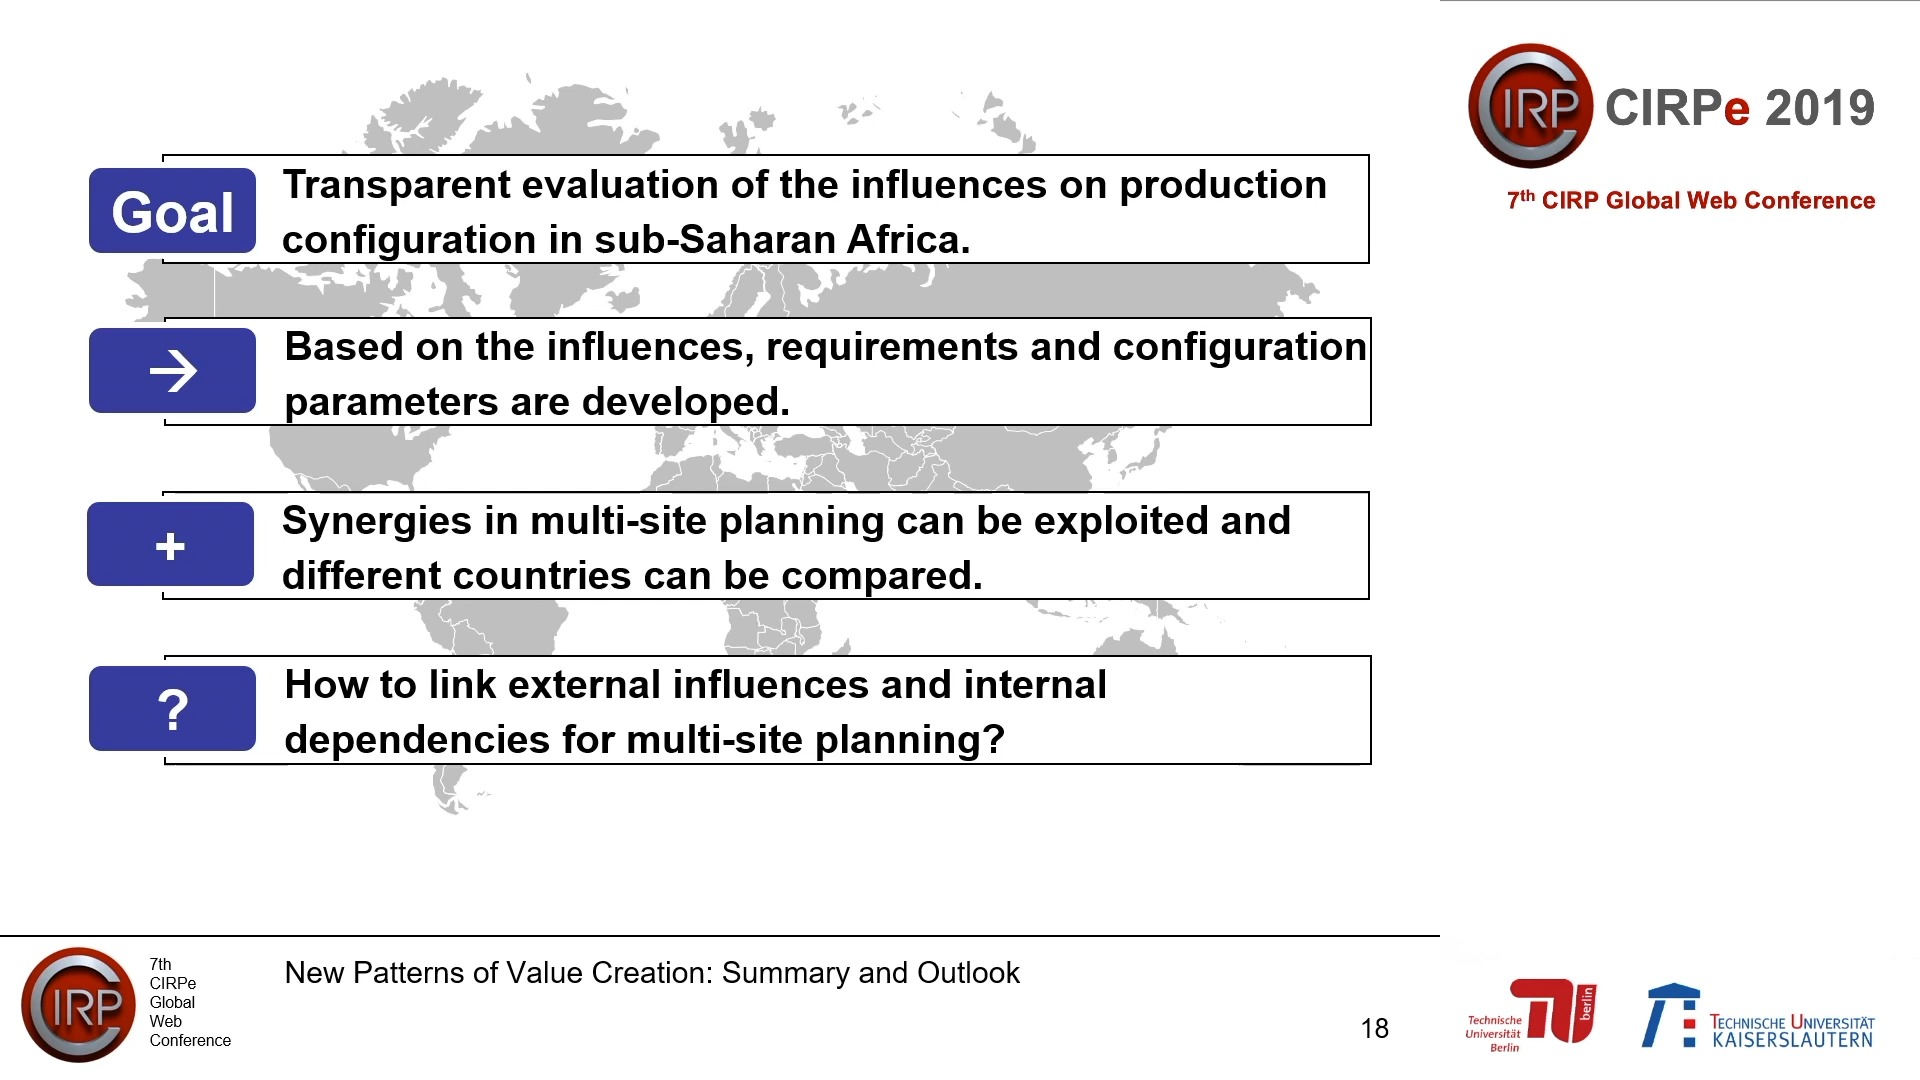 Goal
Transparent evaluation of the influences on production
configuration in sub-Saharan Africa.
→
Based on the influences, requirements and configuration
parameters are developed.
+
Synergies in multi-site planning can be exploited and
different countries can be compared.
?
How to link external influences and internal
dependencies for multi-site planning?
CIRP
CIRPe 2019
7th CIRP Global Web Conference
CIRP
7th
CIRPe
Global
Web
Conference
New Patterns of Value Creation: Summary and Outlook
18
Technische
Universität
Berlin
berlin
TECHNISCHE UNIVERSITÄT
KAISERSLAUTERN